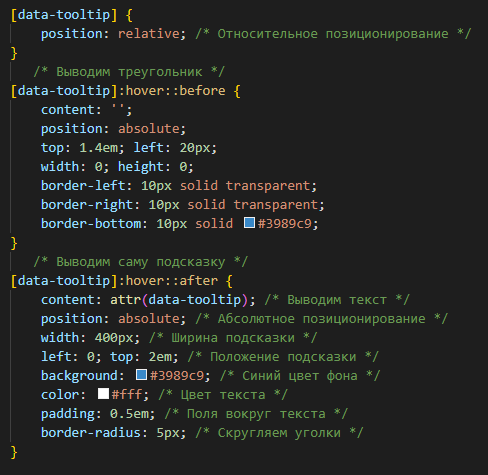 [data-tooltip] {
    position: relative; /* Относительное позиционирование */
}
   /* Выводим треугольник */
[data-tooltip]:hover::before {
    content: '';
    position: absolute;
    top: 1.4em; left: 20px;
    width: 0; height: 0;
    border-left: 10px solid transparent;
    border-right: 10px solid transparent;
    border-bottom: 10px solid #3989c9;
}
   /* Выводим саму подсказку */
[data-tooltip]:hover::after {
    content: attr(data-tooltip); /* Выводим текст */
    position: absolute; /* Абсолютное позиционирование */
    width: 400px; /* Ширина подсказки */
    left: 0; top: 2em; /* Положение подсказки */
    background: #3989c9; /* Синий цвет фона */
    color: #fff; /* Цвет текста */
    padding: 0.5em; /* Поля вокруг текста */
    border-radius: 5px; /* Скругляем уголки */
}